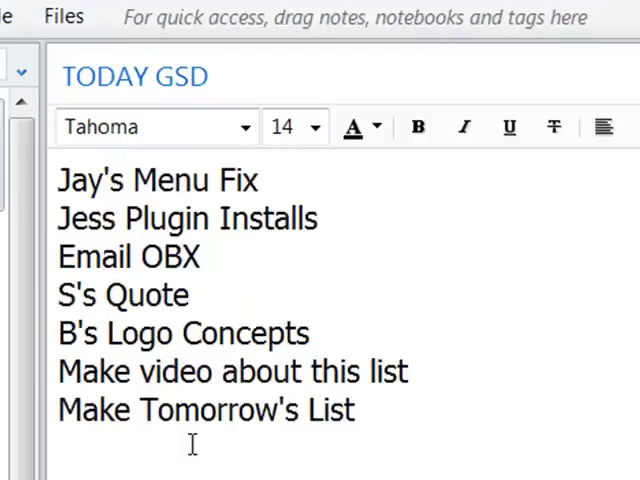 Files
For quick access, drag notes, notebooks and tags here
TODAY GSD
Tahoma
14
A
B
I
U
T
Jay's Menu Fix
Jess Plugin Installs
Email OBX
S's Quote
B's Logo Concepts
Make video about this list
Make Tomorrow's List